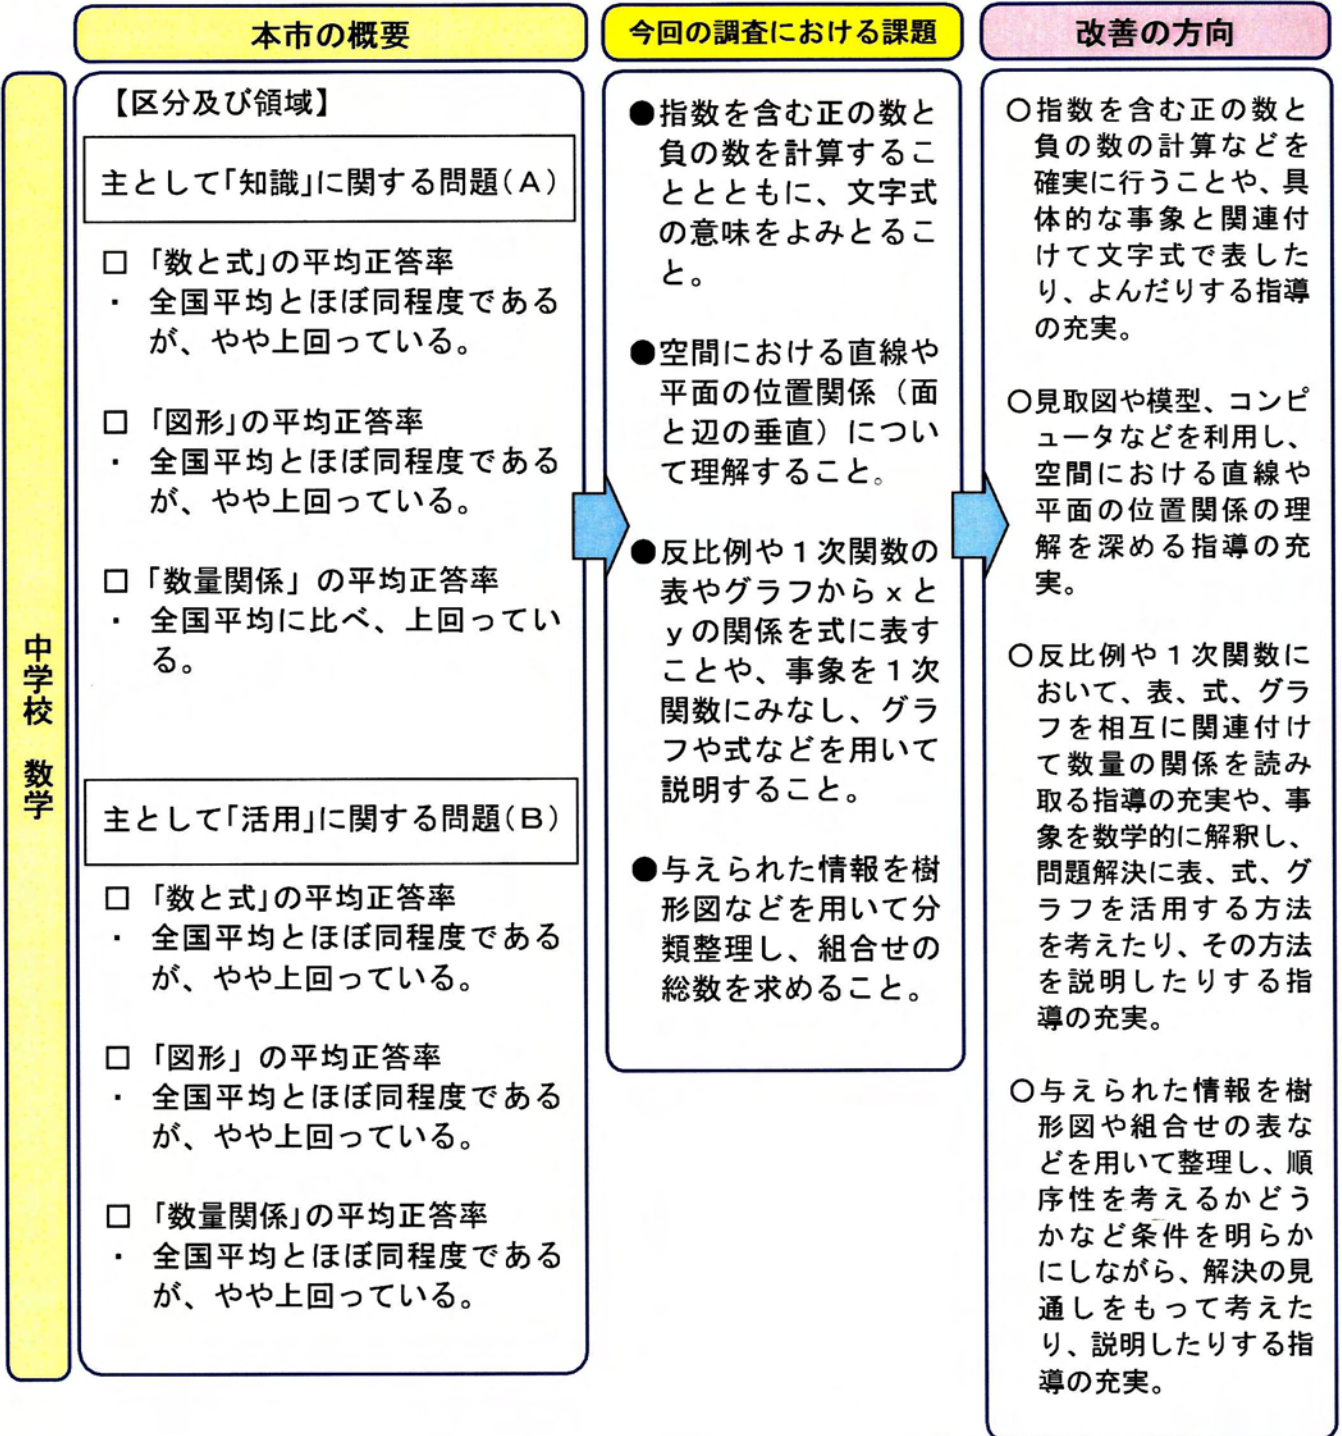 本市の概要
今回の調査における課題
改善の方向
中学校 数学
【区分及び領域】
主として「知識」に関する問題(A)
□ 「数と式」の平均正答率
・ 全国平均とほぼ同程度である
が、やや上回っている。
□ 「図形」の平均正答率
・ 全国平均とほぼ同程度である
が、やや上回っている。
□ 「数量関係」の平均正答率
・ 全国平均に比べ、上回ってい
る。
主として「活用」に関する問題(B)
□ 「数と式」の平均正答率
・ 全国平均とほぼ同程度である
が、やや上回っている。
□ 「図形」の平均正答率
・ 全国平均とほぼ同程度である
が、やや上回っている。
□ 「数量関係」の平均正答率
・ 全国平均とほぼ同程度である
が、やや上回っている。
●指数を含む正の数と
負の数を計算するこ
ととともに、文字式
の意味をよみとるこ
と。
●空間における直線や
平面の位置関係（面
と辺の垂直）につい
て理解すること。
●反比例や１次関数の
表やグラフからｘと
ｙの関係を式に表す
ことや、事象を１次
関数にみなし、グラ
フや式などを用いて
説明すること。
●与えられた情報を樹
形図などを用いて分
類整理し、組合せの
総数を求めること。
○指数を含む正の数と
負の数の計算などを
確実に行うことや、具
体的な事象と関連付
けて文字式で表した
り、よんだりする指導
の充実。
○見取図や模型、コンピ
ュータなどを利用し、
空間における直線や
平面の位置関係の理
解を深める指導の充
実。
○反比例や１次関数に
おいて、表、式、グラ
フを相互に関連付け
て数量の関係を読み
取る指導の充実や、事
象を数学的に解釈し、
問題解決に表、式、グ
ラフを活用する方法
を考えたり、その方法
を説明したりする指
導の充実。
○与えられた情報を樹
形図や組合せの表な
どを用いて整理し、順
序性を考えるかどう
かなど条件を明らか
にしながら、解決の見
通しをもって考えた
り、説明したりする指
導の充実。